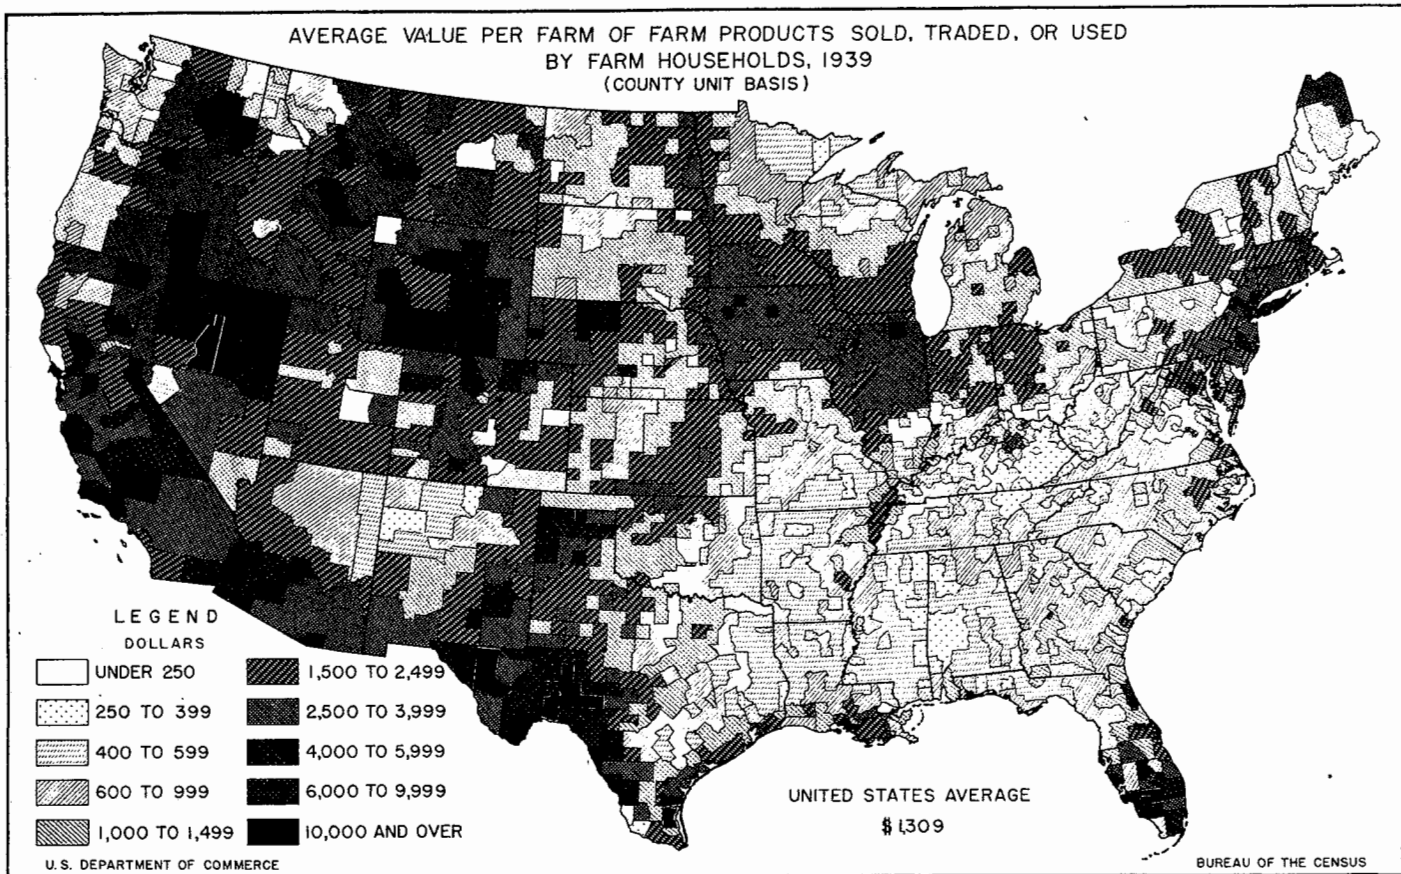 AVERAGE VALUE PER FARM OF FARM PRODUCTS SOLD, TRADED, OR USED
BY FARM HOUSEHOLDS, 1939
(COUNTY UNIT BASIS)
LEGEND
DOLLARS
UNDER 250
250 TO 399
400 TO 599
600 TO 999
1,000 TO 1,499
1,500 TO 2,499
2,500 TO 3,999
4,000 TO 5,999
6,000 TO 9,999
10,000 AND OVER
UNITED STATES AVERAGE
$1,309
U.S. DEPARTMENT OF COMMERCE
BUREAU OF THE CENSUS